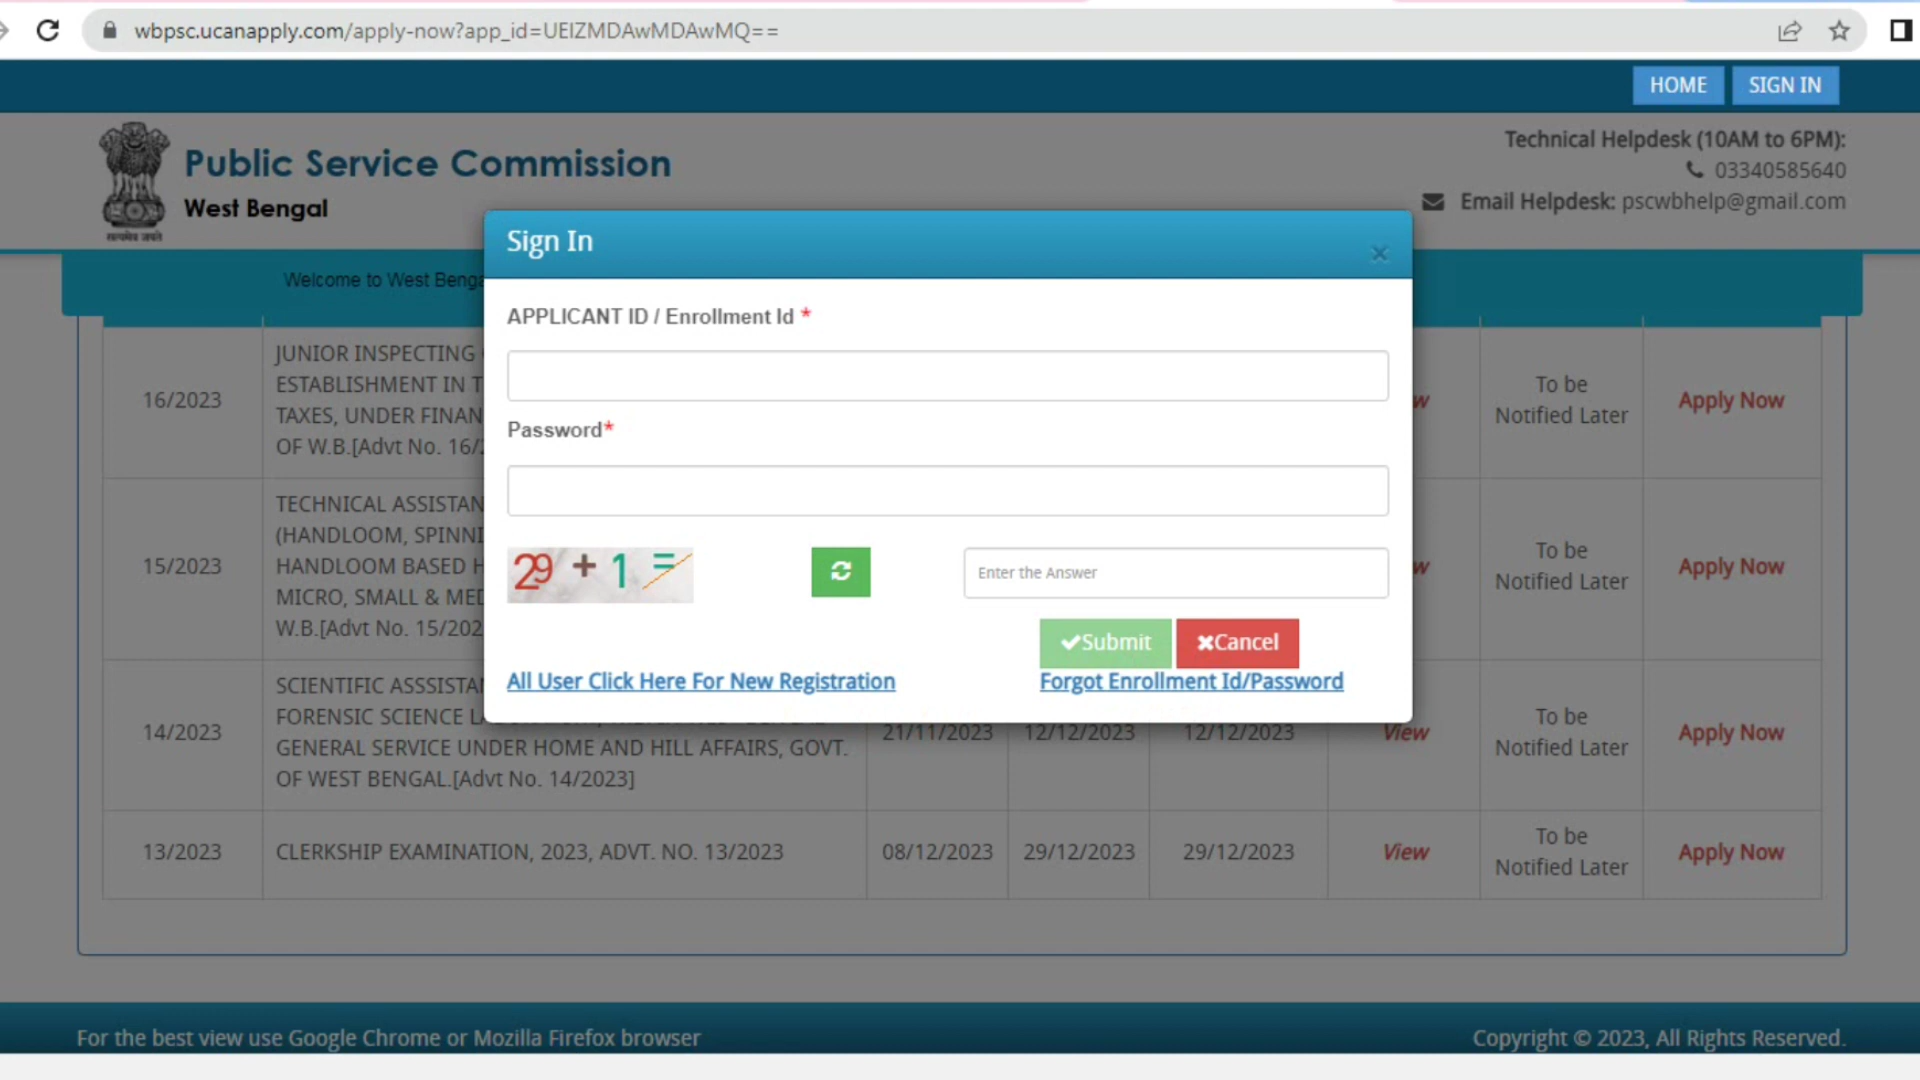 wbpsc.ucanapply.com/apply-now?app_id=UEIZMDAwMDAwMQ==
HOME
SIGN IN
Technical Helpdesk (10AM to 6PM):
03340585640
Email Helpdesk: pscwbhelp@gmail.com
सत्यमेव जयते
Public Service Commission
West Bengal
Welcome to West Benga
Sign In
×
APPLICANT ID / Enrollment Id *
Password*
29 + 1 =
Enter the Answer
Submit
Cancel
All User Click Here For New Registration
Forgot Enrollment Id/Password
16/2023
JUNIOR INSPECTING
ESTABLISHMENT IN T
TAXES, UNDER FINAN
OF W.B.[Advt No. 16/2
w
To be
Notified Later
Apply Now
15/2023
TECHNICAL ASSISTAN
(HANDLOOM, SPINNI
HANDLOOM BASED H
MICRO, SMALL & MED
W.B.[Advt No. 15/202
w
To be
Notified Later
Apply Now
14/2023
SCIENTIFIC ASSSISTA
FORENSIC SCIENCE L
GENERAL SERVICE UNDER HOME AND HILL AFFAIRS, GOVT.
OF WEST BENGAL.[Advt No. 14/2023]
21/11/2023
12/12/2023
12/12/2023
View
To be
Notified Later
Apply Now
13/2023
CLERKSHIP EXAMINATION, 2023, ADVT. NO. 13/2023
08/12/2023
29/12/2023
29/12/2023
View
To be
Notified Later
Apply Now
For the best view use Google Chrome or Mozilla Firefox browser
Copyright © 2023, All Rights Reserved.